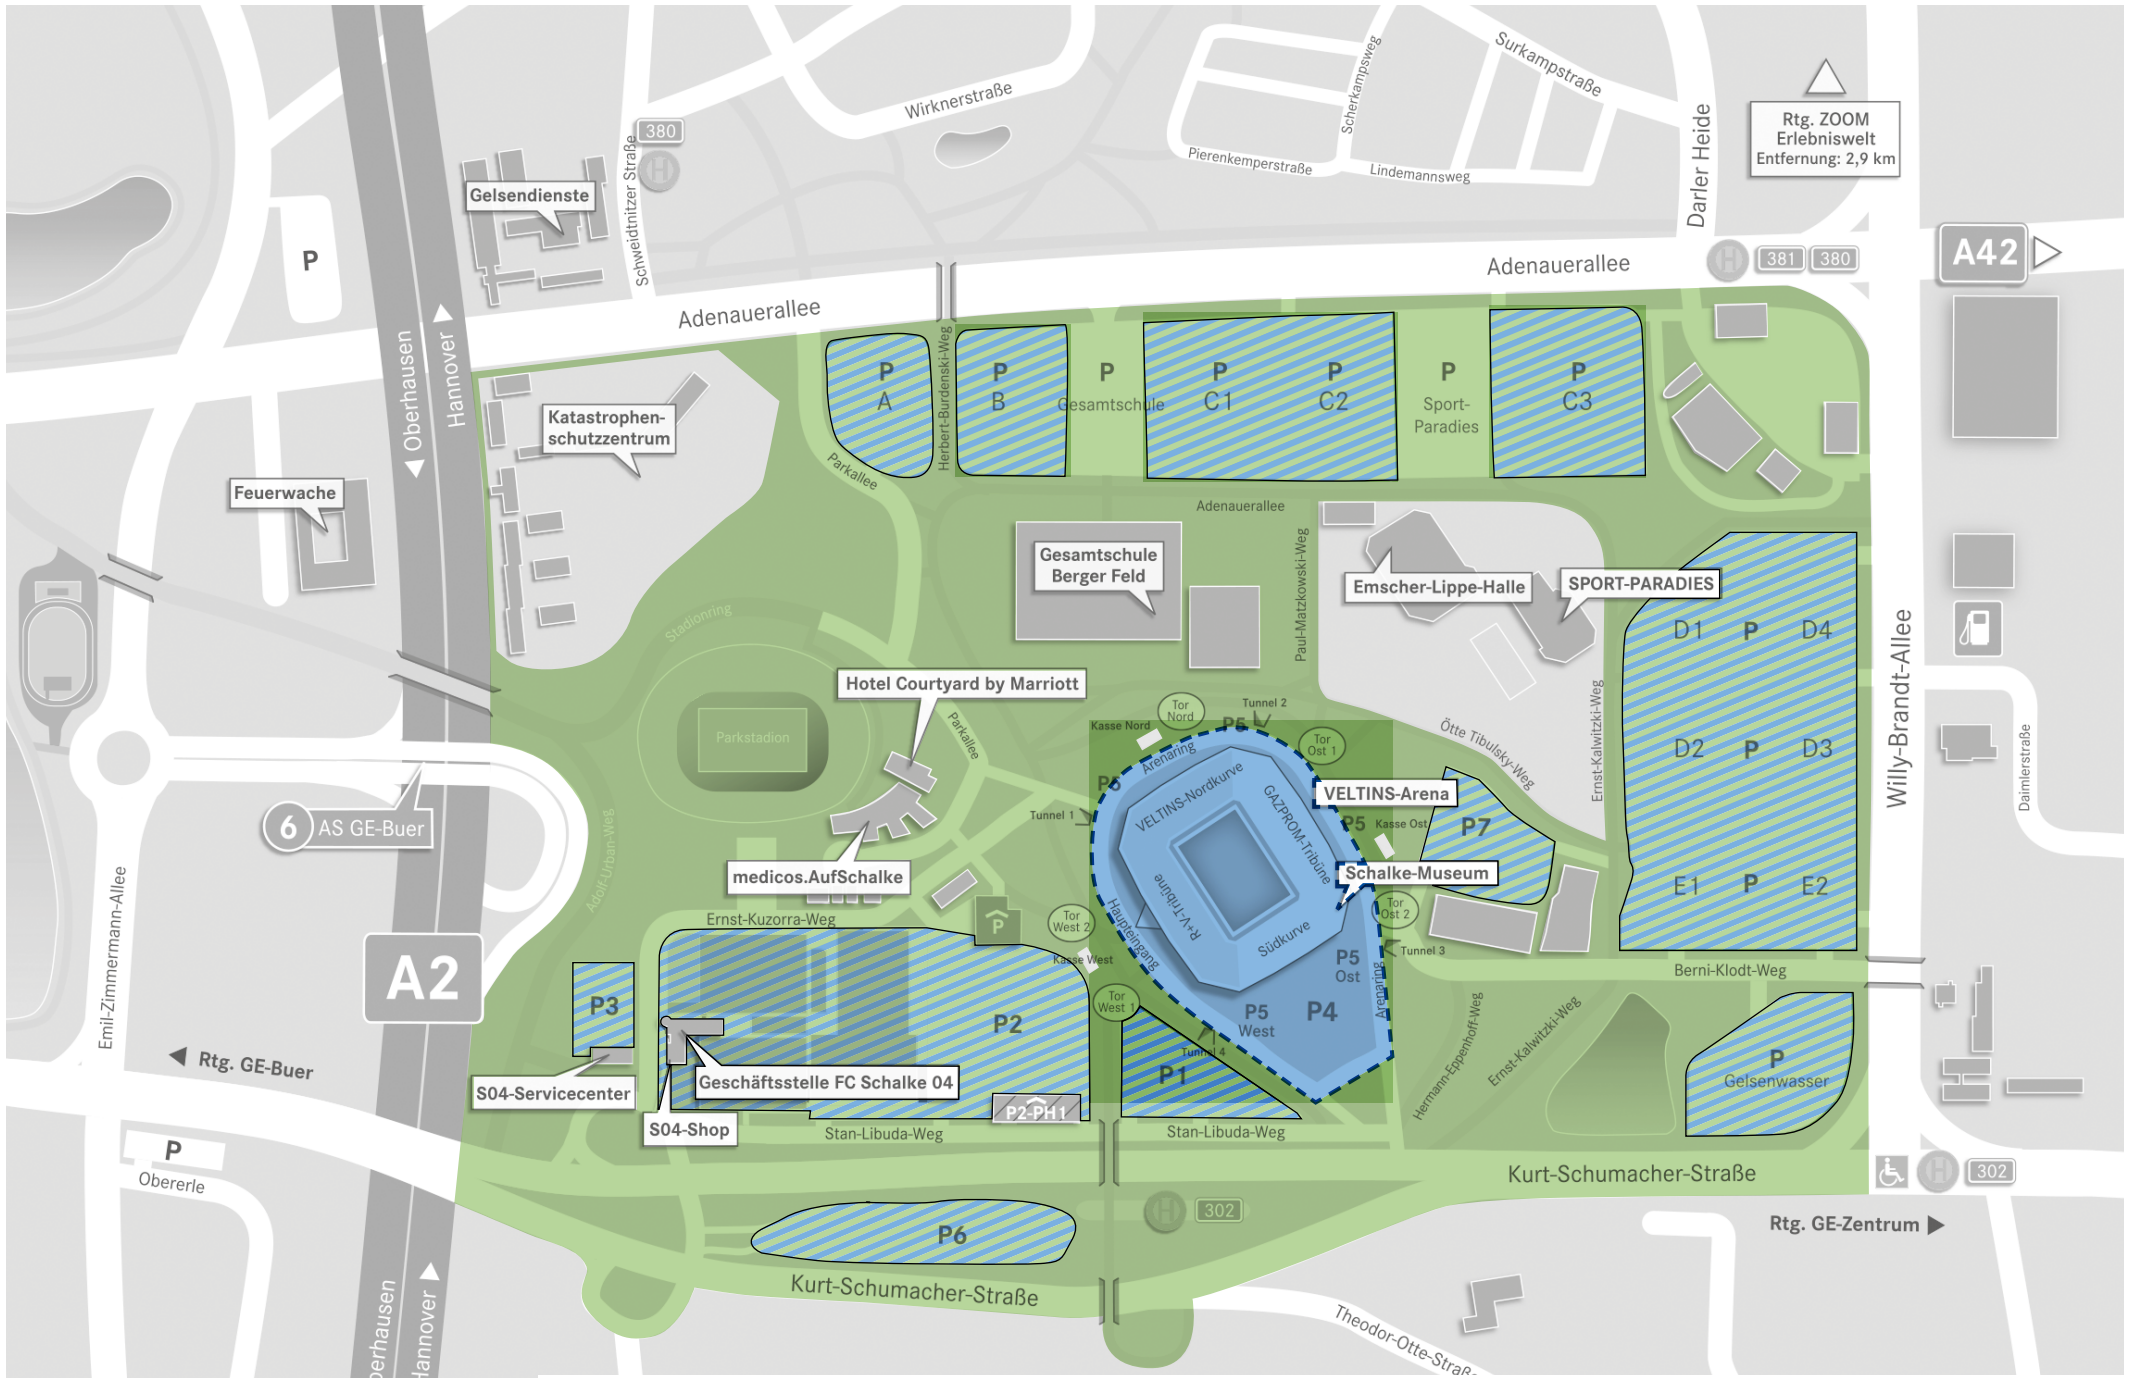 Wirknerstraße
Scherkampsweg
Surkampstraße
Pierenkemperstraße
Lindemannsweg
Darler Heide
Rtg. ZOOM
Erlebniswelt
Entfernung: 2,9 km
380
H
Schweidtnitzer Straße
Gelsendienste
P
Adenauerallee
Adenauerallee
H
381
380
A42
Oberhausen
Hannover
Katastrophen-
schutzzentrum
Feuerwache
P
A
Herbert-Burdenski-Weg
P
B
P
Gesamtschule
P
C1
P
C2
P
Sport-
Paradies
P
C3
Parkallee
Adenauerallee
Gesamtschule
Berger Feld
Paul-Matzkowski-Weg
Emscher-Lippe-Halle
SPORT-PARADIES
D1
P
D4
D2
P
D3
E1
P
E2
Willy-Brandt-Allee
Daimlerstraße
Ernst-Kalwitzki-Weg
Ötte Tibulsky-Weg
Stadionring
Parkstadion
Hotel Courtyard by Marriott
Parkallee
Kasse Nord
Tor
Nord
P5
Tunnel 2
Tor
Ost 1
Arenaring
P5
VELTINS-Nordkurve
GAZPROM-Tribüne
VELTINS-Arena
P5
Kasse Ost
P7
Tunnel 1
6
AS GE-Buer
Adolf-Urban-Weg
medicos.AufSchalke
Schalke-Museum
R+V-Tribüne
Südkurve
Haupteingang
Tor
Ost 2
Tunnel 3
Ernst-Kuzorra-Weg
P
Tor
West 2
Kasse West
P5
Ost
Arenaring
Berni-Klodt-Weg
Emil-Zimmermann-Allee
A2
P3
P2
Tor
West 1
P5
West
P4
Tunnel 4
P1
Hermann-Eppenhoff-Weg
Ernst-Kalwitzki-Weg
P
Gelsenwasser
Rtg. GE-Buer
S04-Servicecenter
Geschäftsstelle FC Schalke 04
P2-PH1
S04-Shop
Stan-Libuda-Weg
Stan-Libuda-Weg
P
Obererle
Kurt-Schumacher-Straße
H
302
H
302
P6
Rtg. GE-Zentrum
Kurt-Schumacher-Straße
Oberhausen
Hannover
Theodor-Otte-Straß